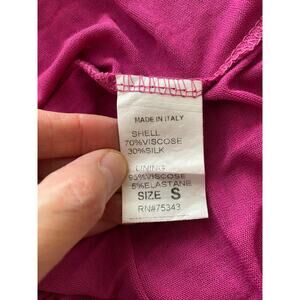 MADE IN ITALY
SHELL
70%VISCOSE
30%SILK
LINING
95%VISCOSE
5%ELASTANE
SIZE S
RN#75343